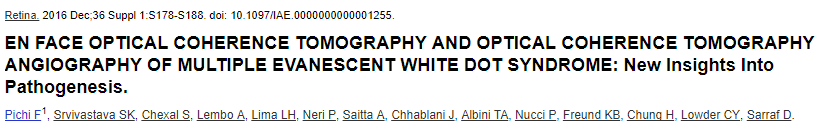 Retina. 2016 Dec;36 Suppl 1:S178-S188. doi: 10.1097/IAE.0000000000001255.
EN FACE OPTICAL COHERENCE TOMOGRAPHY AND OPTICAL COHERENCE TOMOGRAPHY
ANGIOGRAPHY OF MULTIPLE EVANESCENT WHITE DOT SYNDROME: New Insights Into
Pathogenesis.
Pichi F1, Srvivastava SK, Chexal S, Lembo A, Lima LH, Neri P, Saitta A, Chhablani J, Albini TA, Nucci P, Freund KB, Chung H, Lowder CY, Sarraf D.